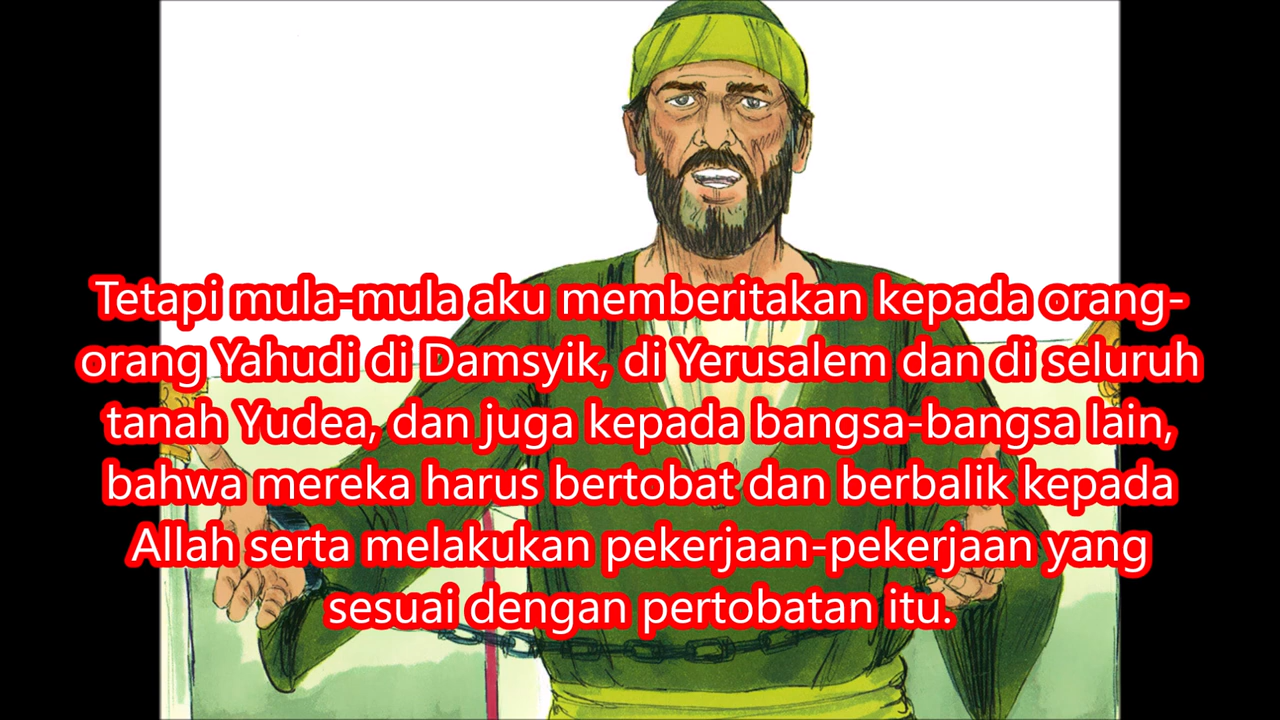 Tetapi mula-mula aku memberitakan kepada orang-
orang Yahudi di Damsyik, di Yerusalem dan di seluruh
tanah Yudea, dan juga kepada bangsa-bangsa lain,
bahwa mereka harus bertobat dan berbalik kepada
Allah serta melakukan pekerjaan-pekerjaan yang
sesuai dengan pertobatan itu.